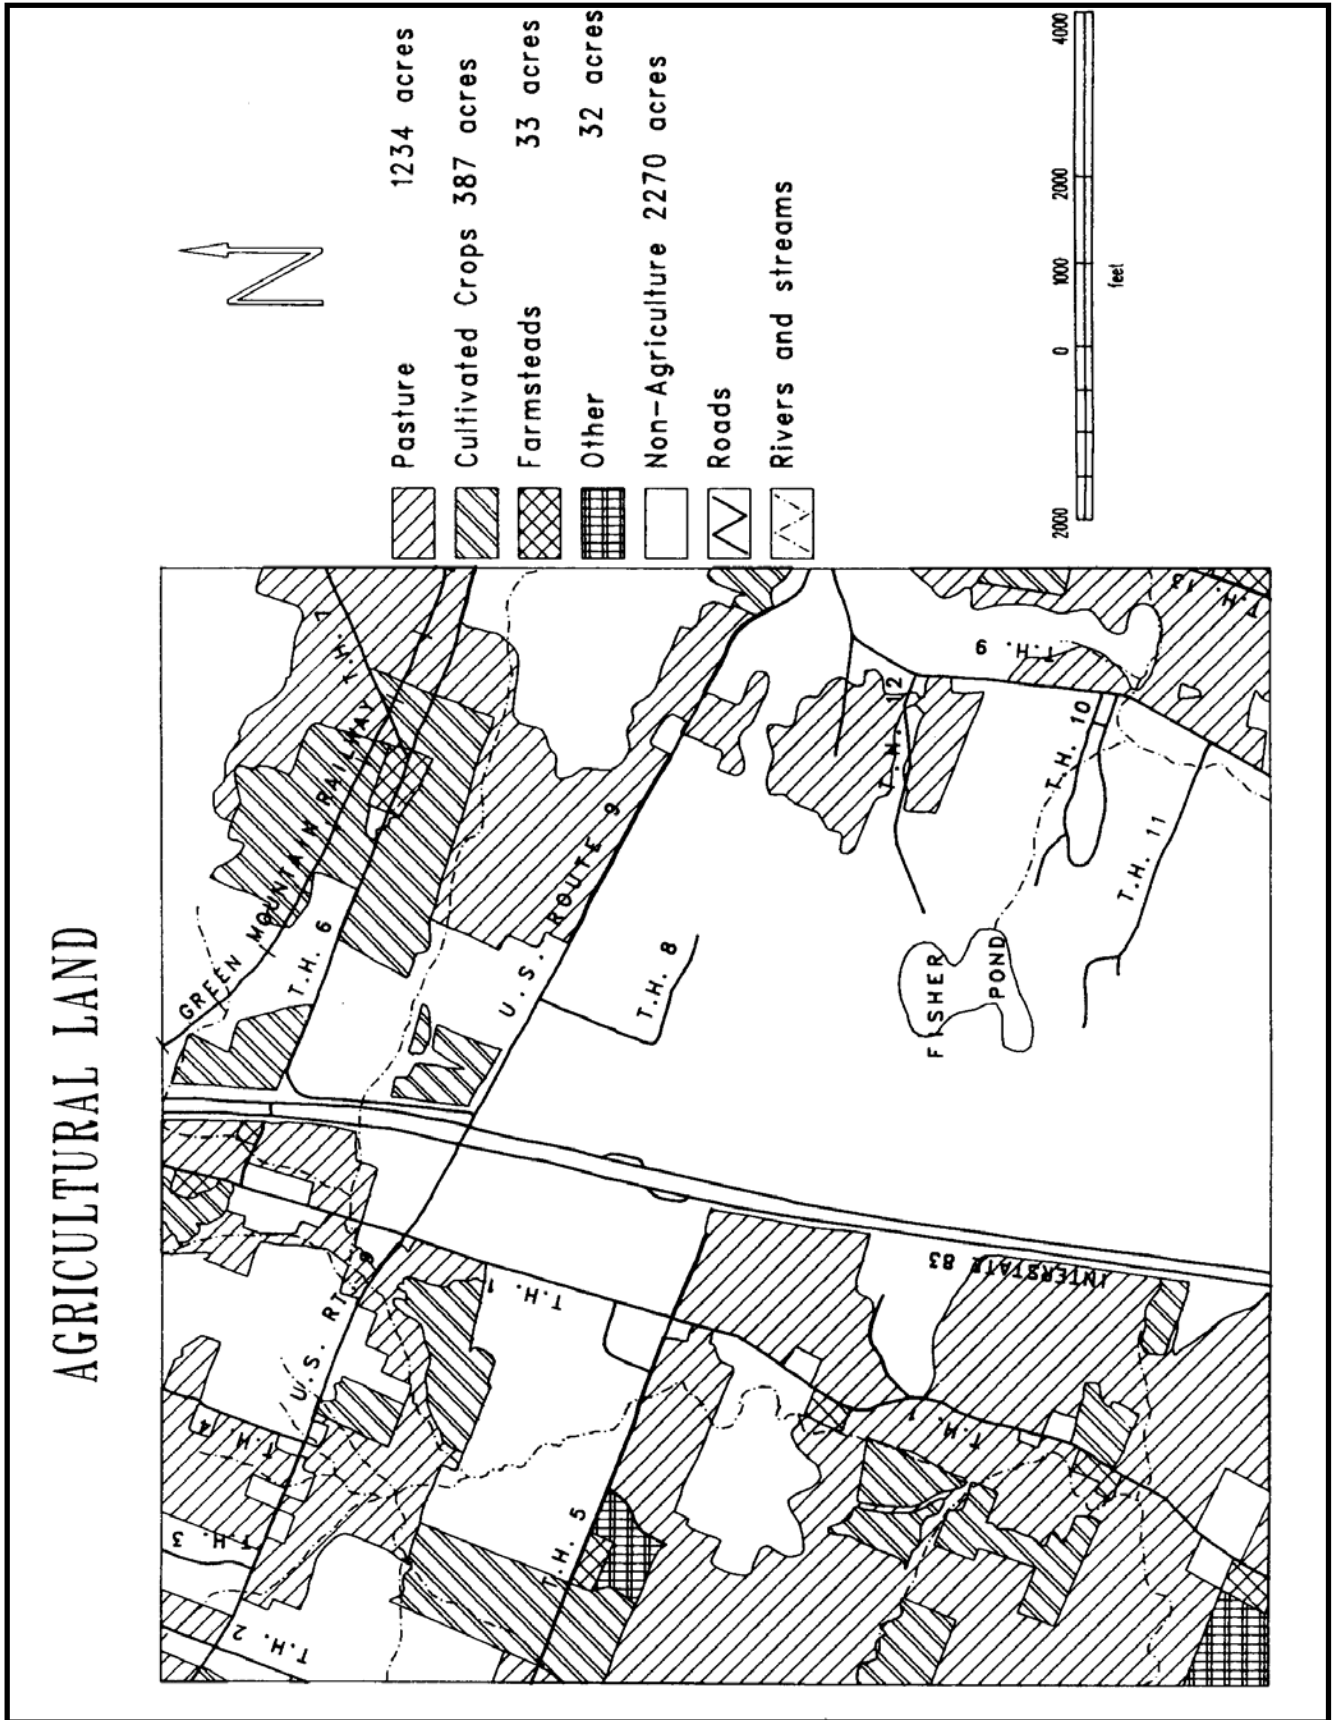 AGRICULTURAL LAND
N
Pasture 1234 acres
Cultivated Crops 387 acres
Farmsteads 33 acres
Other 32 acres
Non-Agriculture 2270 acres
Roads
Rivers and streams
2000 0 1000 2000 4000
feet
GREEN MOUNTAIN RAILWAY
T.H. 7
T.H. 6
U.S. ROUTE 9
T.H. 8
T.H. 12
T.H. 9
T.H. 10
T.H. 11
T.H. 13
FISHER
POND
INTERSTATE 83
U.S. RT. 9
T.H. 1
T.H. 4
T.H. 3
T.H. 2
T.H. 5
T.H. 1